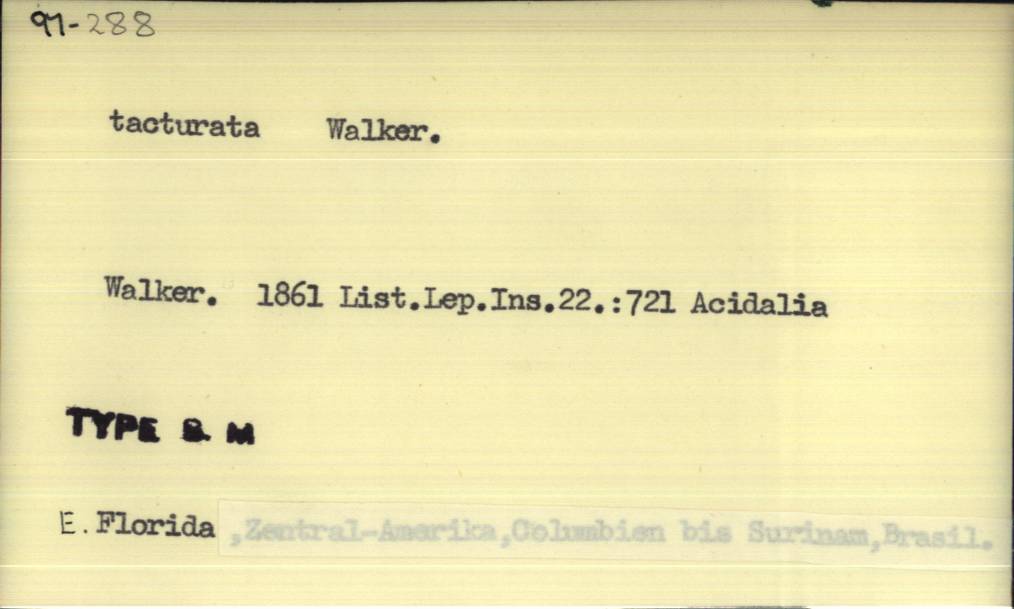 97-288
tacturata Walker.
Walker. 1861 List.Lep.Ins.22.:721 Acidalia
TYPE B M
E. Florida ,Zentral-Amerika,Columbien bis Surinam,Brasil.